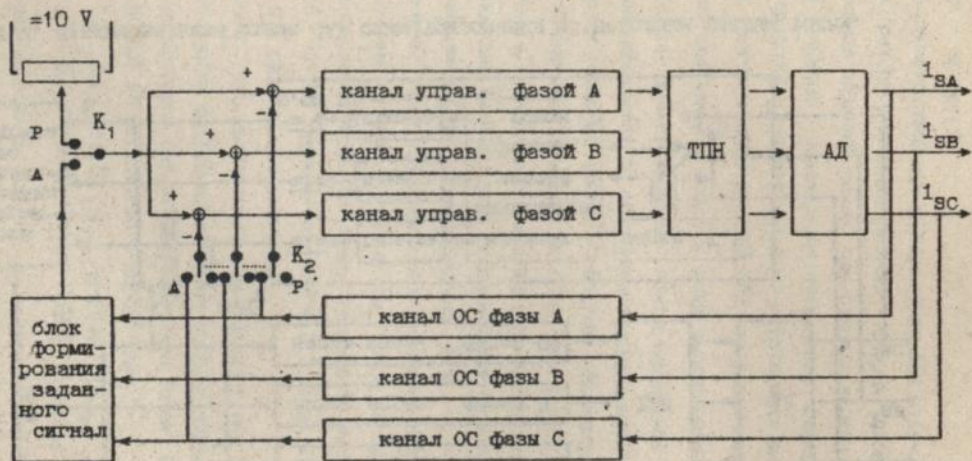 =10 V
P
K1
A
+
+
+
-
-
-
канал управ. фазой А
канал управ. фазой В
канал управ. фазой С
ТПН
АД
iSA
iSB
iSC
K2
A
P
блок
форми-
рования
задан-
ного
сигнал
канал ОС фазы А
канал ОС фазы В
канал ОС фазы С